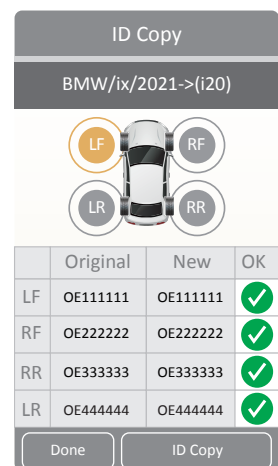 ID Copy
BMW/ix/2021->(i20)
LF RF
LR RR
Original New OK
LF OE111111 OE111111
RF OE222222 OE222222
RR OE333333 OE333333
LR OE444444 OE444444
Done ID Copy